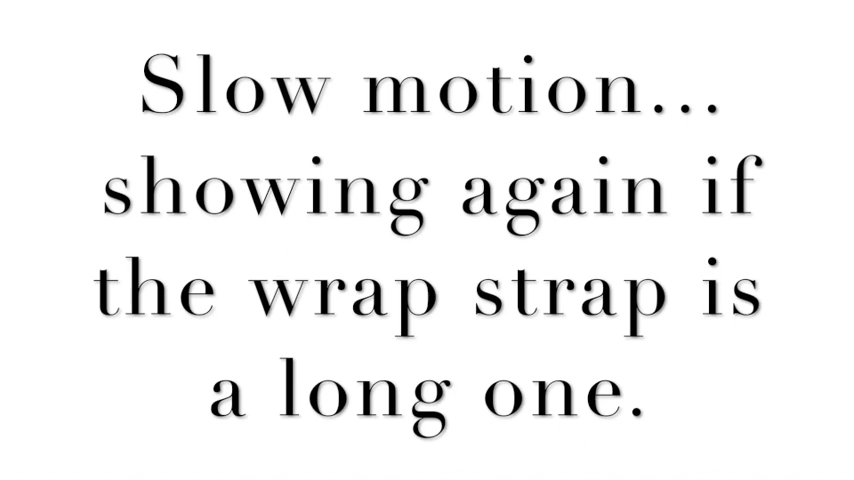 Slow motion...
showing again if
the wrap strap is
a long one.